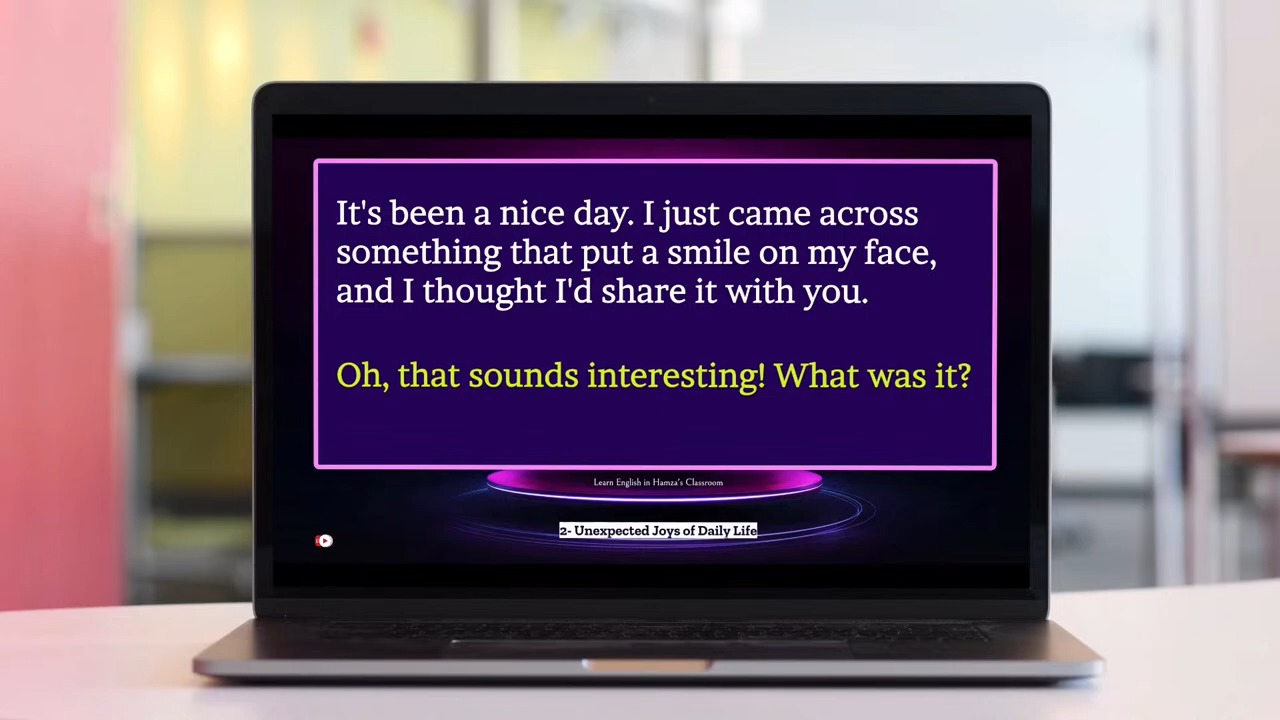 It's been a nice day. I just came across
something that put a smile on my face,
and I thought I'd share it with you.
Oh, that sounds interesting! What was it?
Learn English in Hamza's Classroom
2- Unexpected Joys of Daily Life